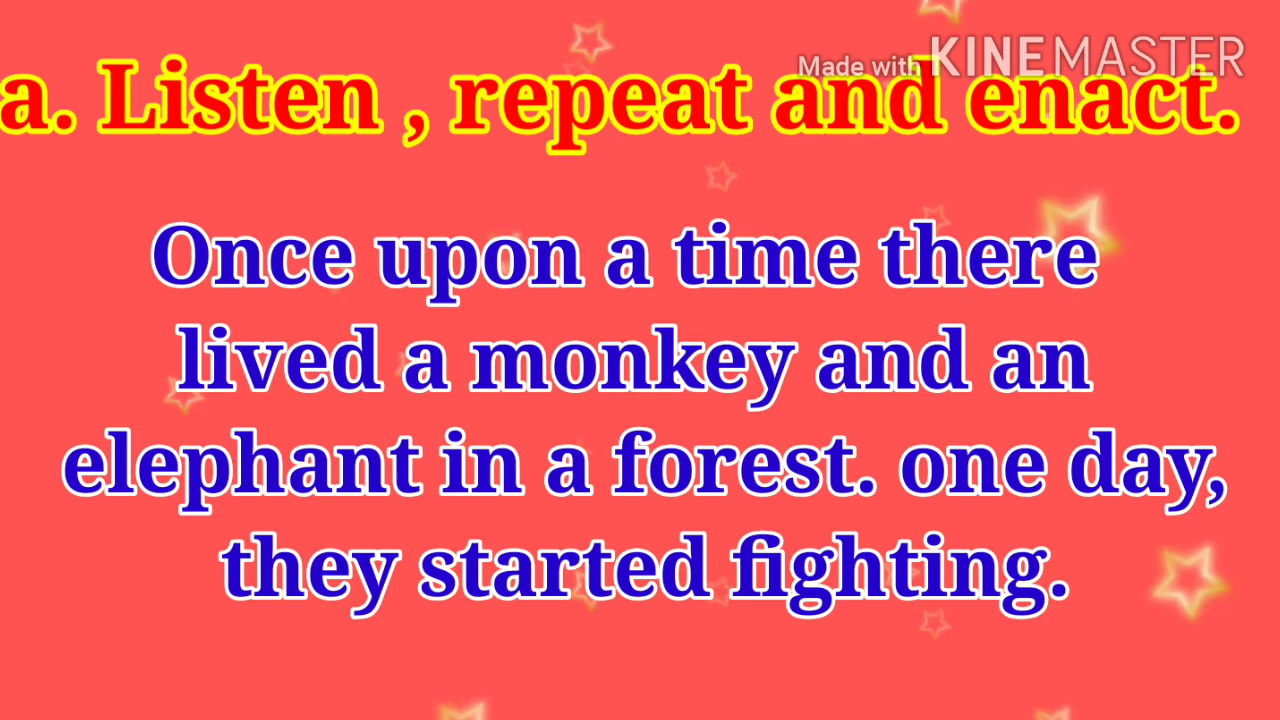 Made with KINEMASTER
a. Listen , repeat and enact.
Once upon a time there
lived a monkey and an
elephant in a forest. one day,
they started fighting.